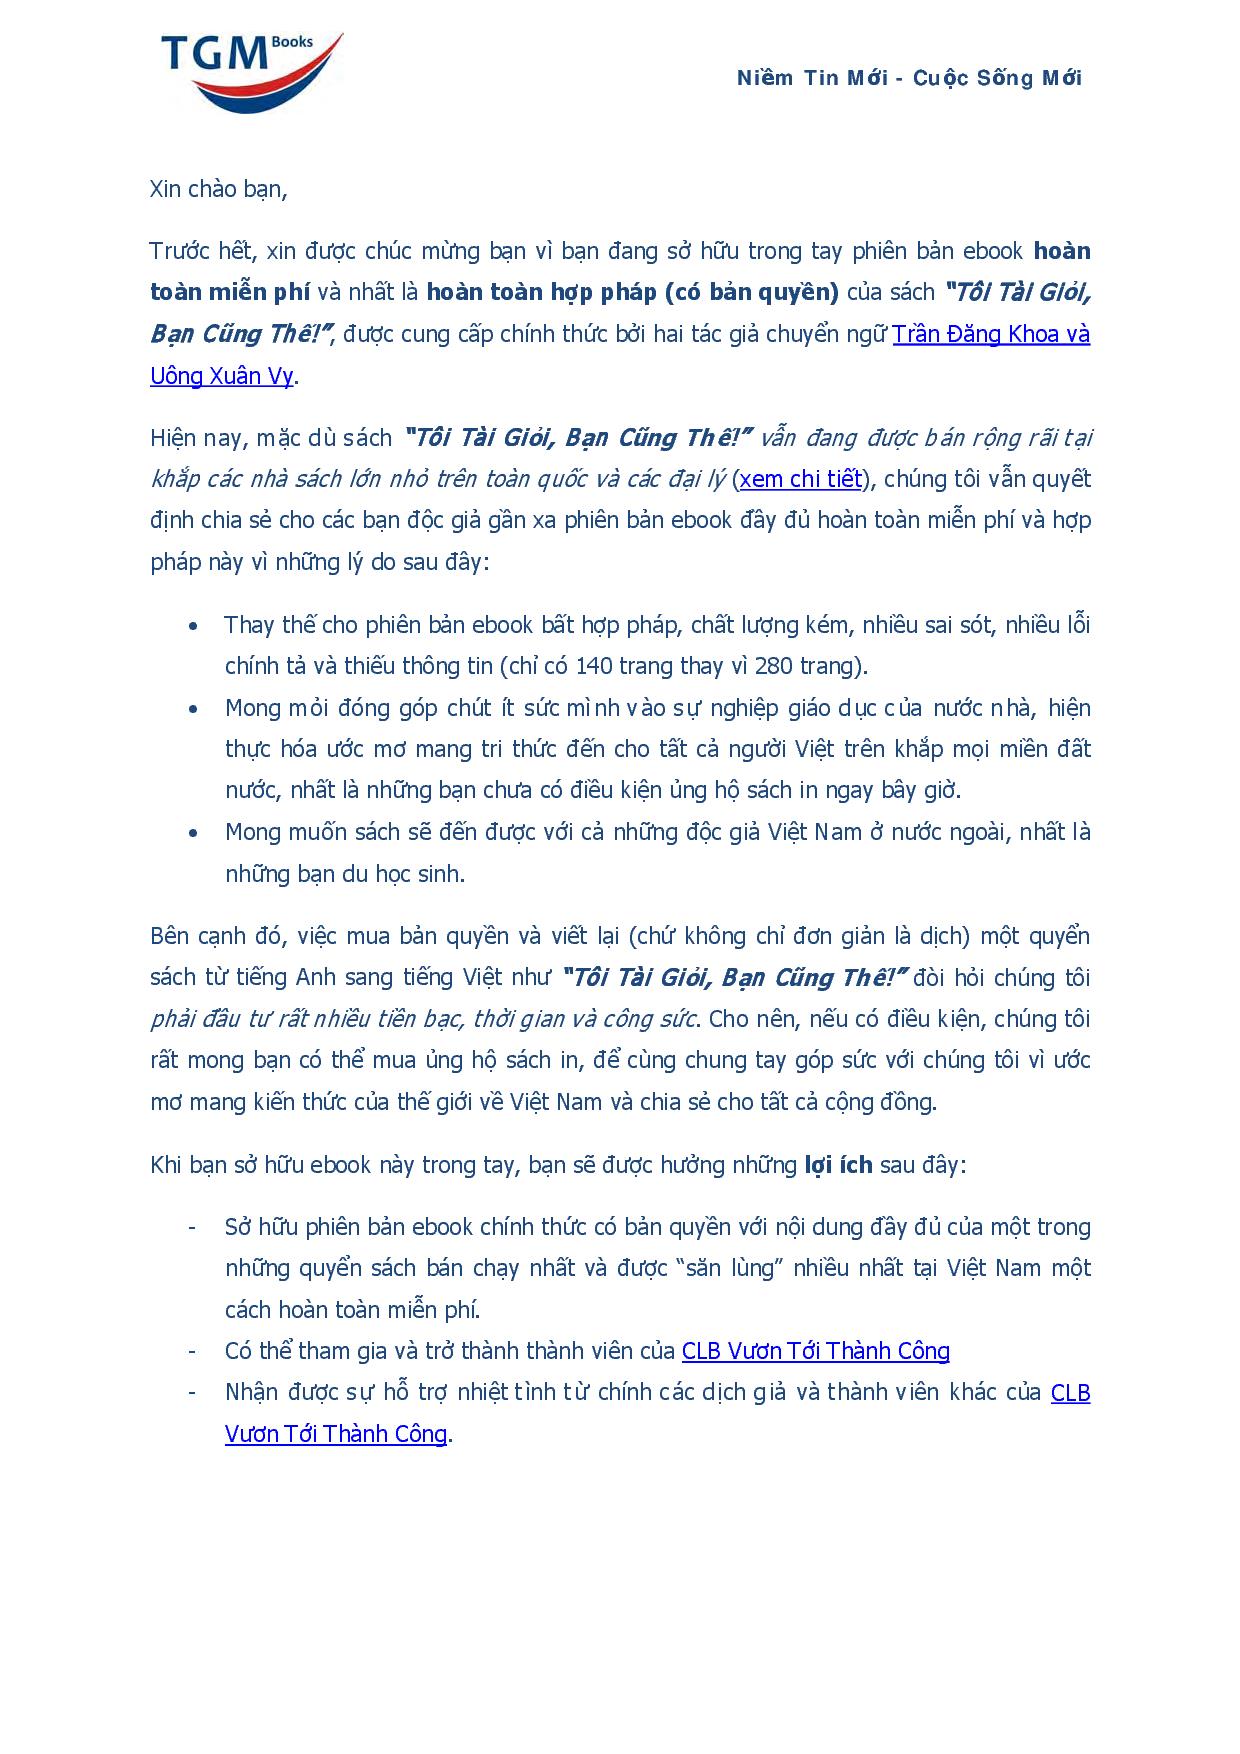 TGM Books
Niềm Tin Mới - Cuộc Sống Mới
Xin chào bạn,
Trước hết, xin được chúc mừng bạn vì bạn đang sở hữu trong tay phiên bản ebook hoàn
toàn miễn phí và nhất là hoàn toàn hợp pháp (có bản quyền) của sách “Tôi Tài Giỏi,
Bạn Cũng Thế!”, được cung cấp chính thức bởi hai tác giả chuyển ngữ Trần Đăng Khoa và
Uông Xuân Vy.
Hiện nay, mặc dù sách “Tôi Tài Giỏi, Bạn Cũng Thế!” vẫn đang được bán rộng rãi tại
khắp các nhà sách lớn nhỏ trên toàn quốc và các đại lý (xem chi tiết), chúng tôi vẫn quyết
định chia sẻ cho các bạn độc giả gần xa phiên bản ebook đầy đủ hoàn toàn miễn phí và hợp
pháp này vì những lý do sau đây:
• Thay thế cho phiên bản ebook bất hợp pháp, chất lượng kém, nhiều sai sót, nhiều lỗi
chính tả và thiếu thông tin (chỉ có 140 trang thay vì 280 trang).
• Mong mỏi đóng góp chút ít sức mình vào sự nghiệp giáo dục của nước nhà, hiện
thực hóa ước mơ mang tri thức đến cho tất cả người Việt trên khắp mọi miền đất
nước, nhất là những bạn chưa có điều kiện ủng hộ sách in ngay bây giờ.
• Mong muốn sách sẽ đến được với cả những độc giả Việt Nam ở nước ngoài, nhất là
những bạn du học sinh.
Bên cạnh đó, việc mua bản quyền và viết lại (chứ không chỉ đơn giản là dịch) một quyển
sách từ tiếng Anh sang tiếng Việt như “Tôi Tài Giỏi, Bạn Cũng Thế!” đòi hỏi chúng tôi
phải đầu tư rất nhiều tiền bạc, thời gian và công sức. Cho nên, nếu có điều kiện, chúng tôi
rất mong bạn có thể mua ủng hộ sách in, để cùng chung tay góp sức với chúng tôi vì ước
mơ mang kiến thức của thế giới về Việt Nam và chia sẻ cho tất cả cộng đồng.
Khi bạn sở hữu ebook này trong tay, bạn sẽ được hưởng những lợi ích sau đây:
- Sở hữu phiên bản ebook chính thức có bản quyền với nội dung đầy đủ của một trong
những quyển sách bán chạy nhất và được “săn lùng” nhiều nhất tại Việt Nam một
cách hoàn toàn miễn phí.
- Có thể tham gia và trở thành thành viên của CLB Vươn Tới Thành Công
- Nhận được sự hỗ trợ nhiệt tình từ chính các dịch giả và thành viên khác của CLB
Vươn Tới Thành Công.